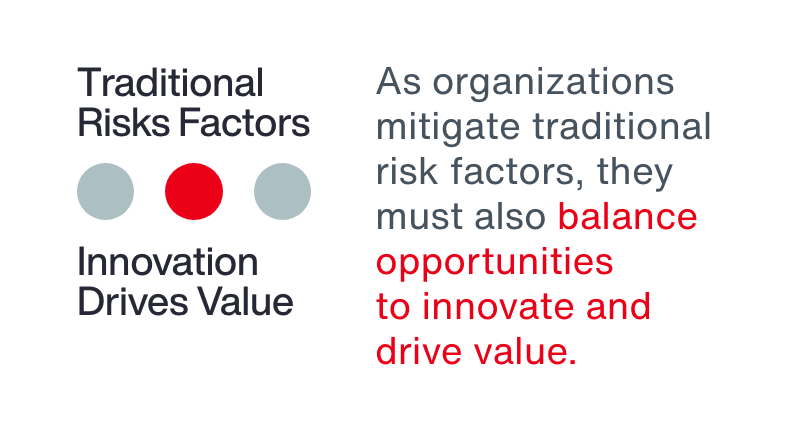 Traditional
Risks Factors
Innovation
Drives Value
As organizations
mitigate traditional
risk factors, they
must also balance
opportunities
to innovate and
drive value.